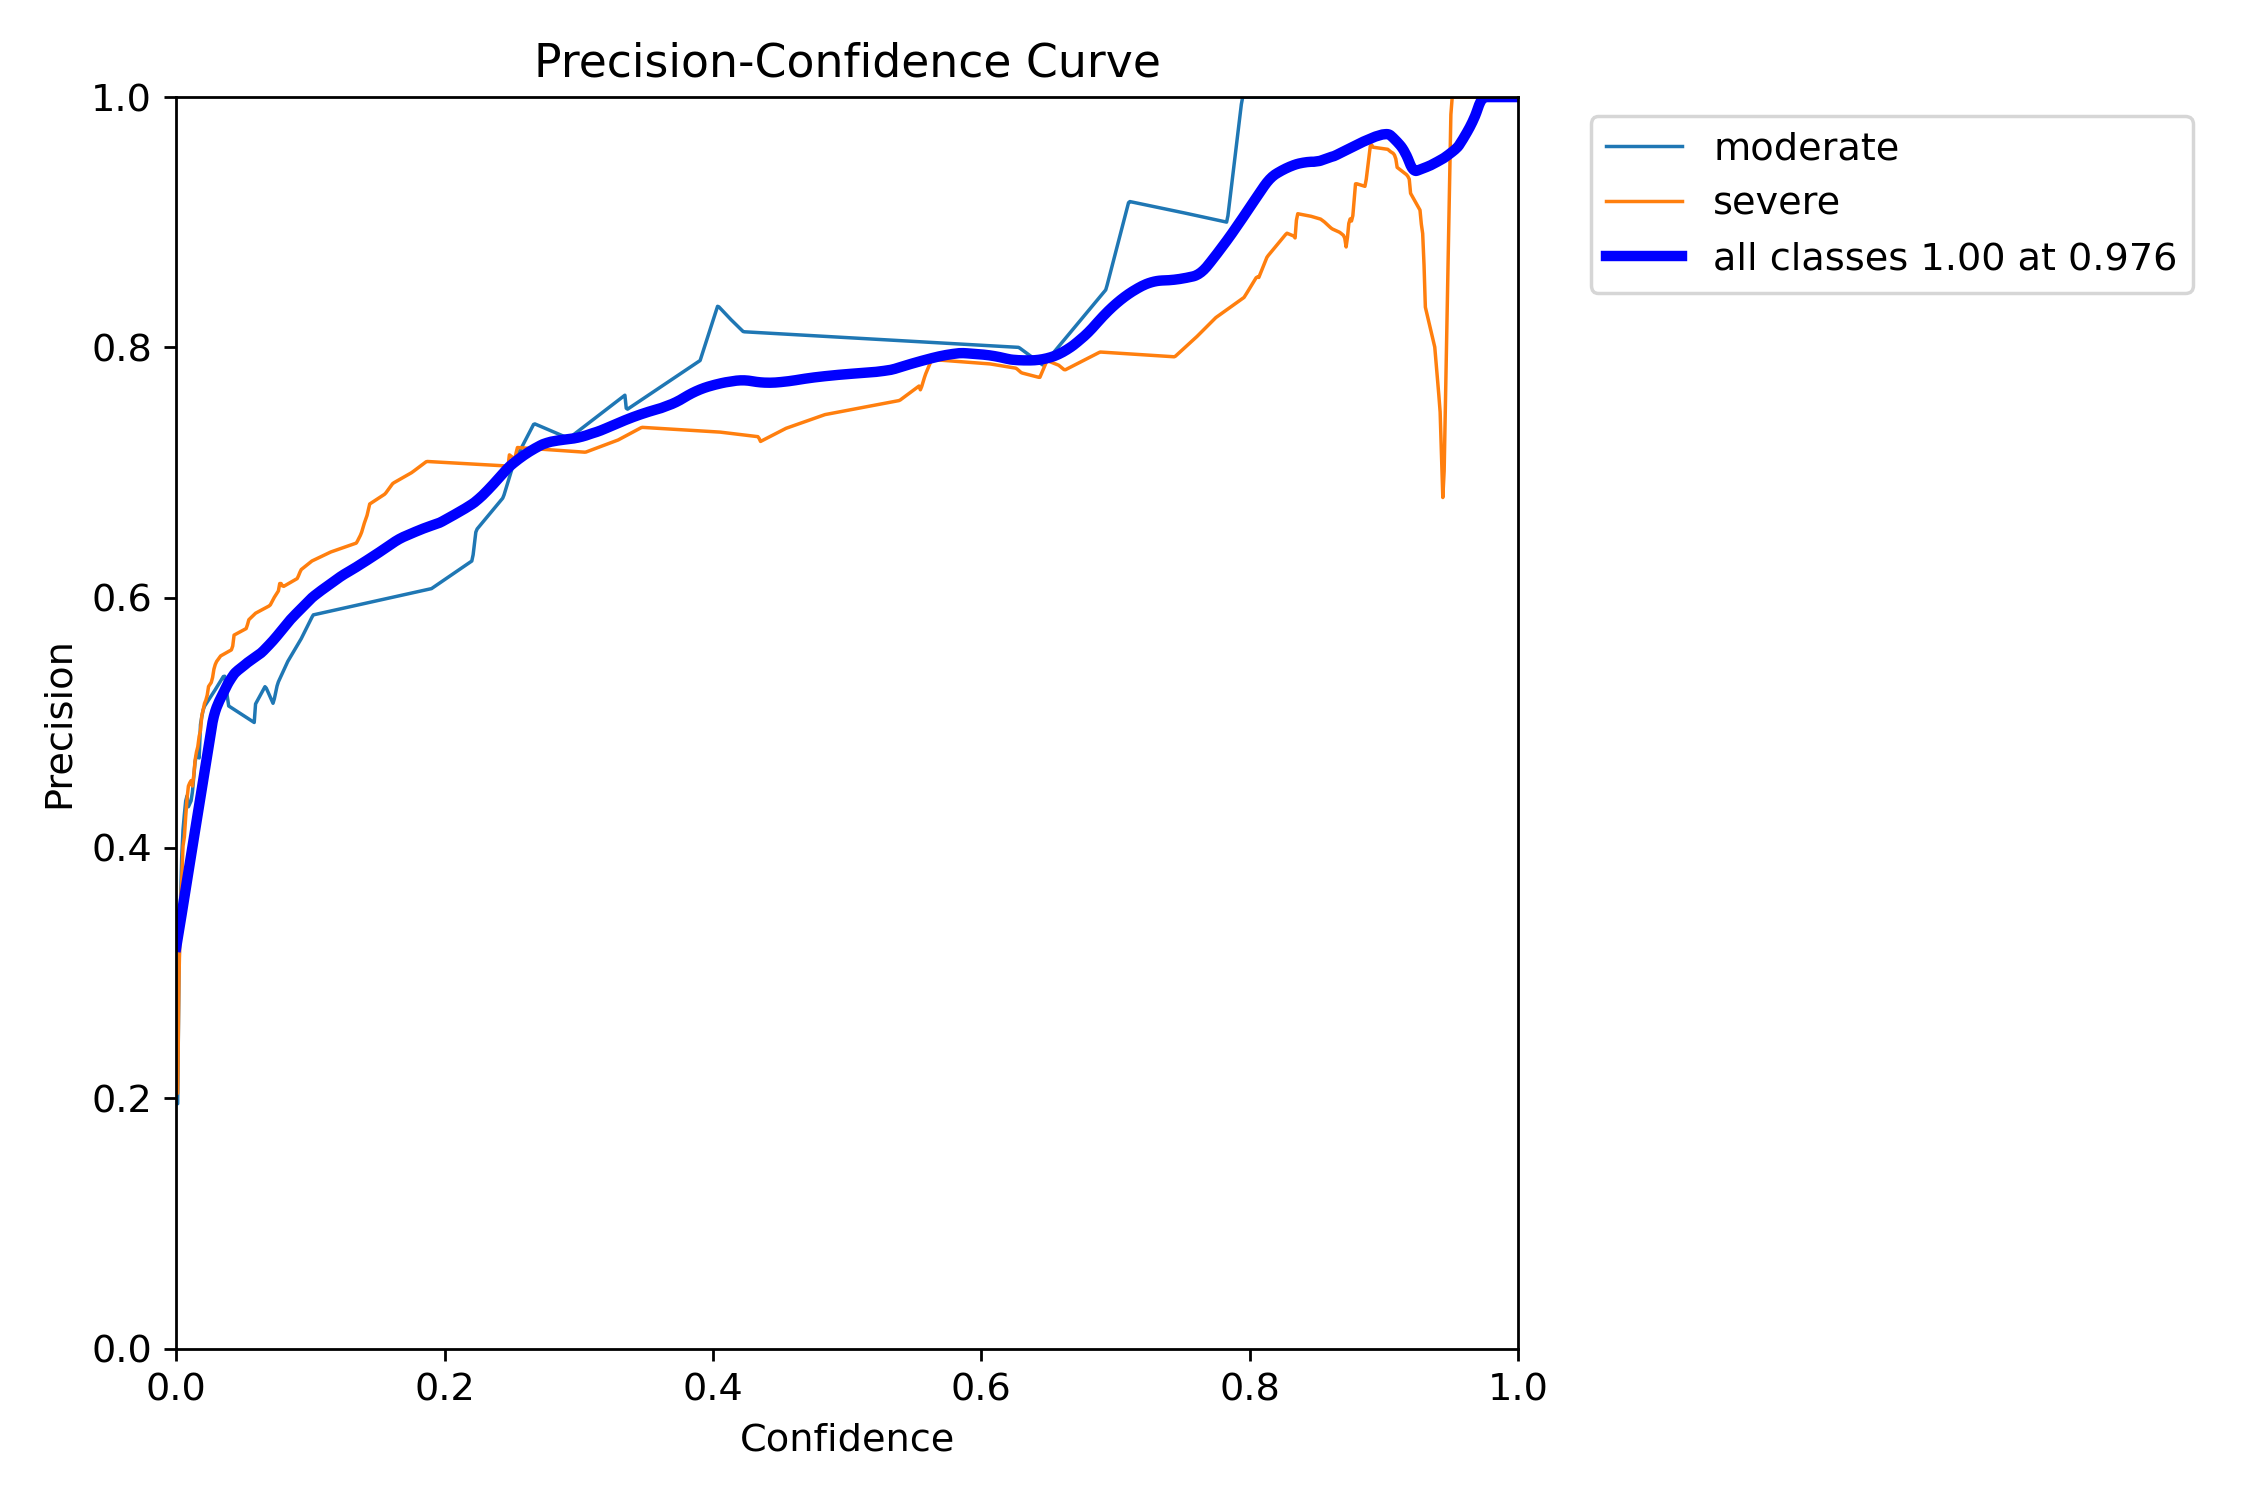 Precision-Confidence Curve
1.0
0.8
0.6
0.4
0.2
0.0
Precision
0.0 0.2 0.4 0.6 0.8 1.0
Confidence
moderate
severe
all classes 1.00 at 0.976